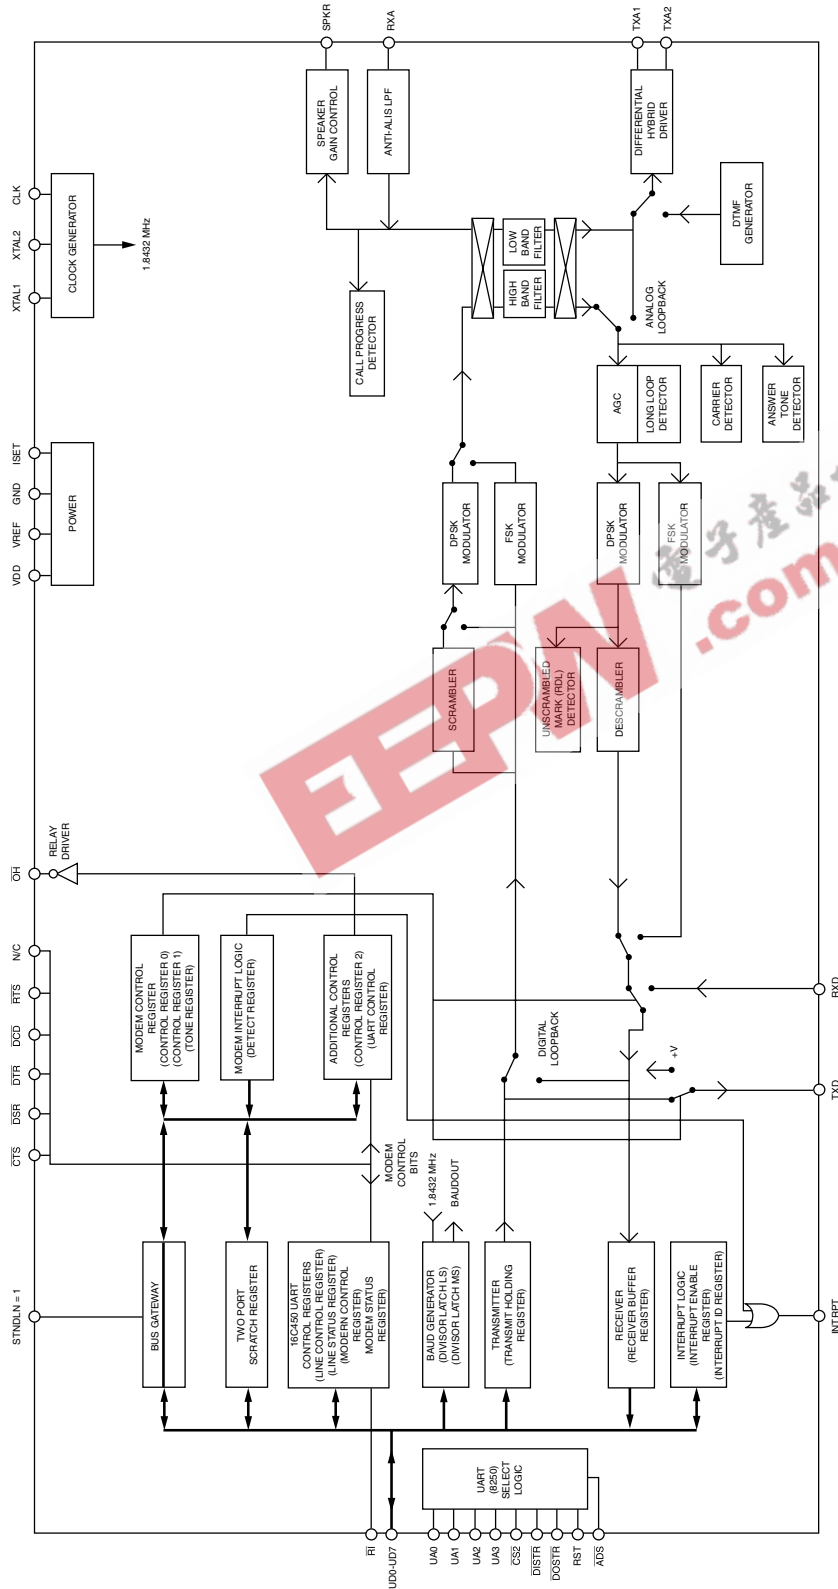 SPKR
RXA
TXA1
TXA2
SPEAKER
GAIN CONTROL
ANTI-ALIS LPF
DIFFERENTIAL
HYBRID
DRIVER
CLK
XTAL2
XTAL1
CLOCK GENERATOR
1.8432 MHz
DTMF
GENERATOR
LOW
BAND
FILTER
HIGH
BAND
FILTER
CALL PROGRESS
DETECTOR
ANALOG
LOOPBACK
AGC
LONG LOOP
DETECTOR
CARRIER
DETECTOR
ANSWER
TONE
DETECTOR
ISET
GND
VREF
VDD
POWER
DPSK
MODULATOR
FSK
MODULATOR
DPSK
MODULATOR
FSK
MODULATOR
SCRAMBLER
UNSCRAMBLED
MARK (RDL)
DETECTOR
DESCRAMBLER
EEPW
.com
電子產品
OH
RELAY
DRIVER
N/C
RTS
DCD
DTR
DSR
CTS
MODEM CONTROL
REGISTER
(CONTROL REGISTER 0)
(CONTROL REGISTER 1)
(TONE REGISTER)
MODEM INTERRUPT LOGIC
(DETECT REGISTER)
ADDITIONAL CONTROL
REGISTERS
(CONTROL REGISTER 2)
(UART CONTROL
REGISTER)
MODEM
CONTROL
BITS
DIGITAL
LOOPBACK
+V
RXD
TXD
STNDLN = 1
BUS GATEWAY
TWO PORT
SCRATCH REGISTER
16C450 UART
CONTROL REGISTERS
(LINE CONTROL REGISTER)
(LINE STATUS REGISTER)
(MODERN CONTROL
REGISTER)
MODEM STATUS
REGISTER)
1.8432 MHz
BAUDOUT
BAUD GENERATOR
(DIVISOR LATCH LS)
(DIVISOR LATCH MS)
TRANSMITTER
(TRANSMIT HOLDING
REGISTER)
RECEIVER
(RECEIVER BUFFER
REGISTER)
INTERRUPT LOGIC
(INTERRUPT ENABLE
REGISTER)
(INTERRUPT ID REGISTER)
INTRPT
UART
(8250)
SELECT
LOGIC
RI
UD0-UD7
UA0
UA1
UA2
UA3
CS2
DISTR
DOSTR
RST
ADS